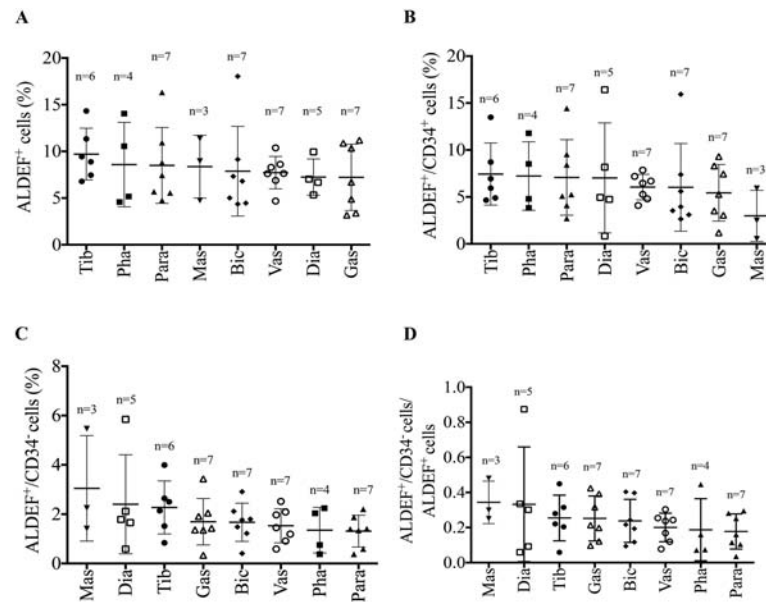 A
ALDEF+ cells (%)
20
15
10
5
0
n=6
n=4
n=7
n=3
n=7
n=7
n=5
n=7
Tib
Pha
Para
Mas
Bic
Vas
Dia
Gas
B
ALDEF+/CD34+ cells (%)
20
15
10
5
0
n=6
n=4
n=7
n=5
n=7
n=7
n=7
n=3
Tib
Pha
Para
Dia
Vas
Bic
Gas
Mas
C
ALDEF+/CD34- cells (%)
8
6
4
2
0
n=3
n=5
n=6
n=7
n=7
n=7
n=4
n=7
Mas
Dia
Tib
Gas
Bic
Vas
Pha
Para
D
ALDEF+/CD34- cells/
ALDEF+ cells
1.0
0.8
0.6
0.4
0.2
0.0
n=3
n=5
n=6
n=7
n=7
n=7
n=4
n=7
Mas
Dia
Tib
Gas
Bic
Vas
Pha
Para